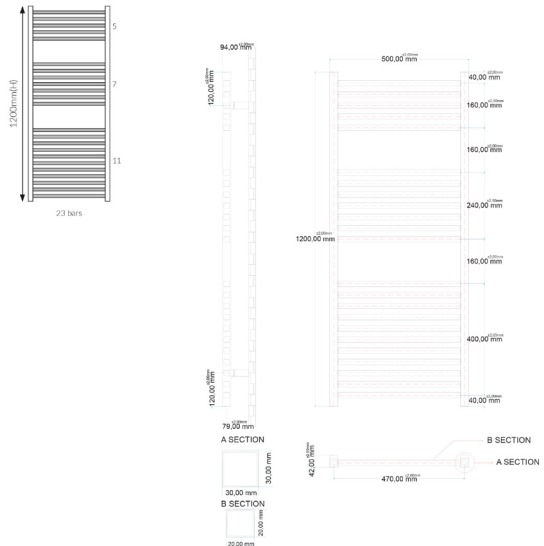 1200mm(H)
5
7
11
23 bars
94,00 mm
120,00 mm
120,00 mm
79,00 mm
500,00 mm
40,00 mm
160,00 mm
160,00 mm
240,00 mm
1200,00 mm
160,00 mm
400,00 mm
40,00 mm
A SECTION
30,00 mm
30,00 mm
B SECTION
20,00 mm
20,00 mm
42,00 mm
470,00 mm
B SECTION
A SECTION